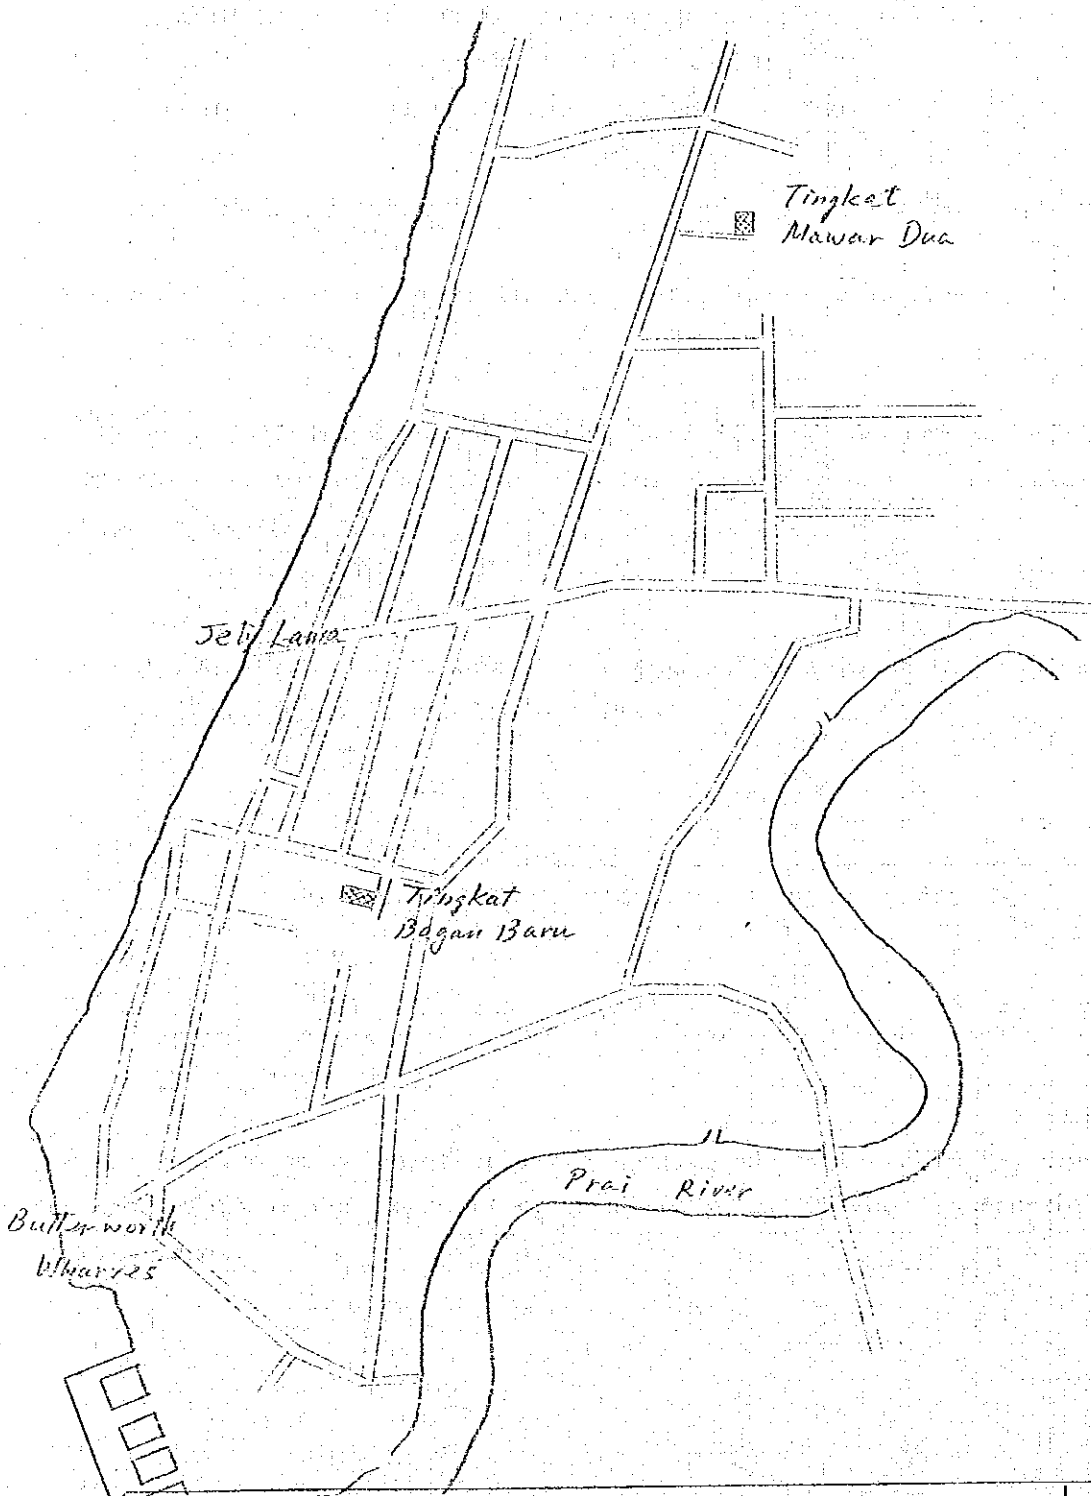 Tingkat
Mawar Dua
Jeti Lama
Tingkat
Bagan Baru
Prai River
Butterworth
Wharves